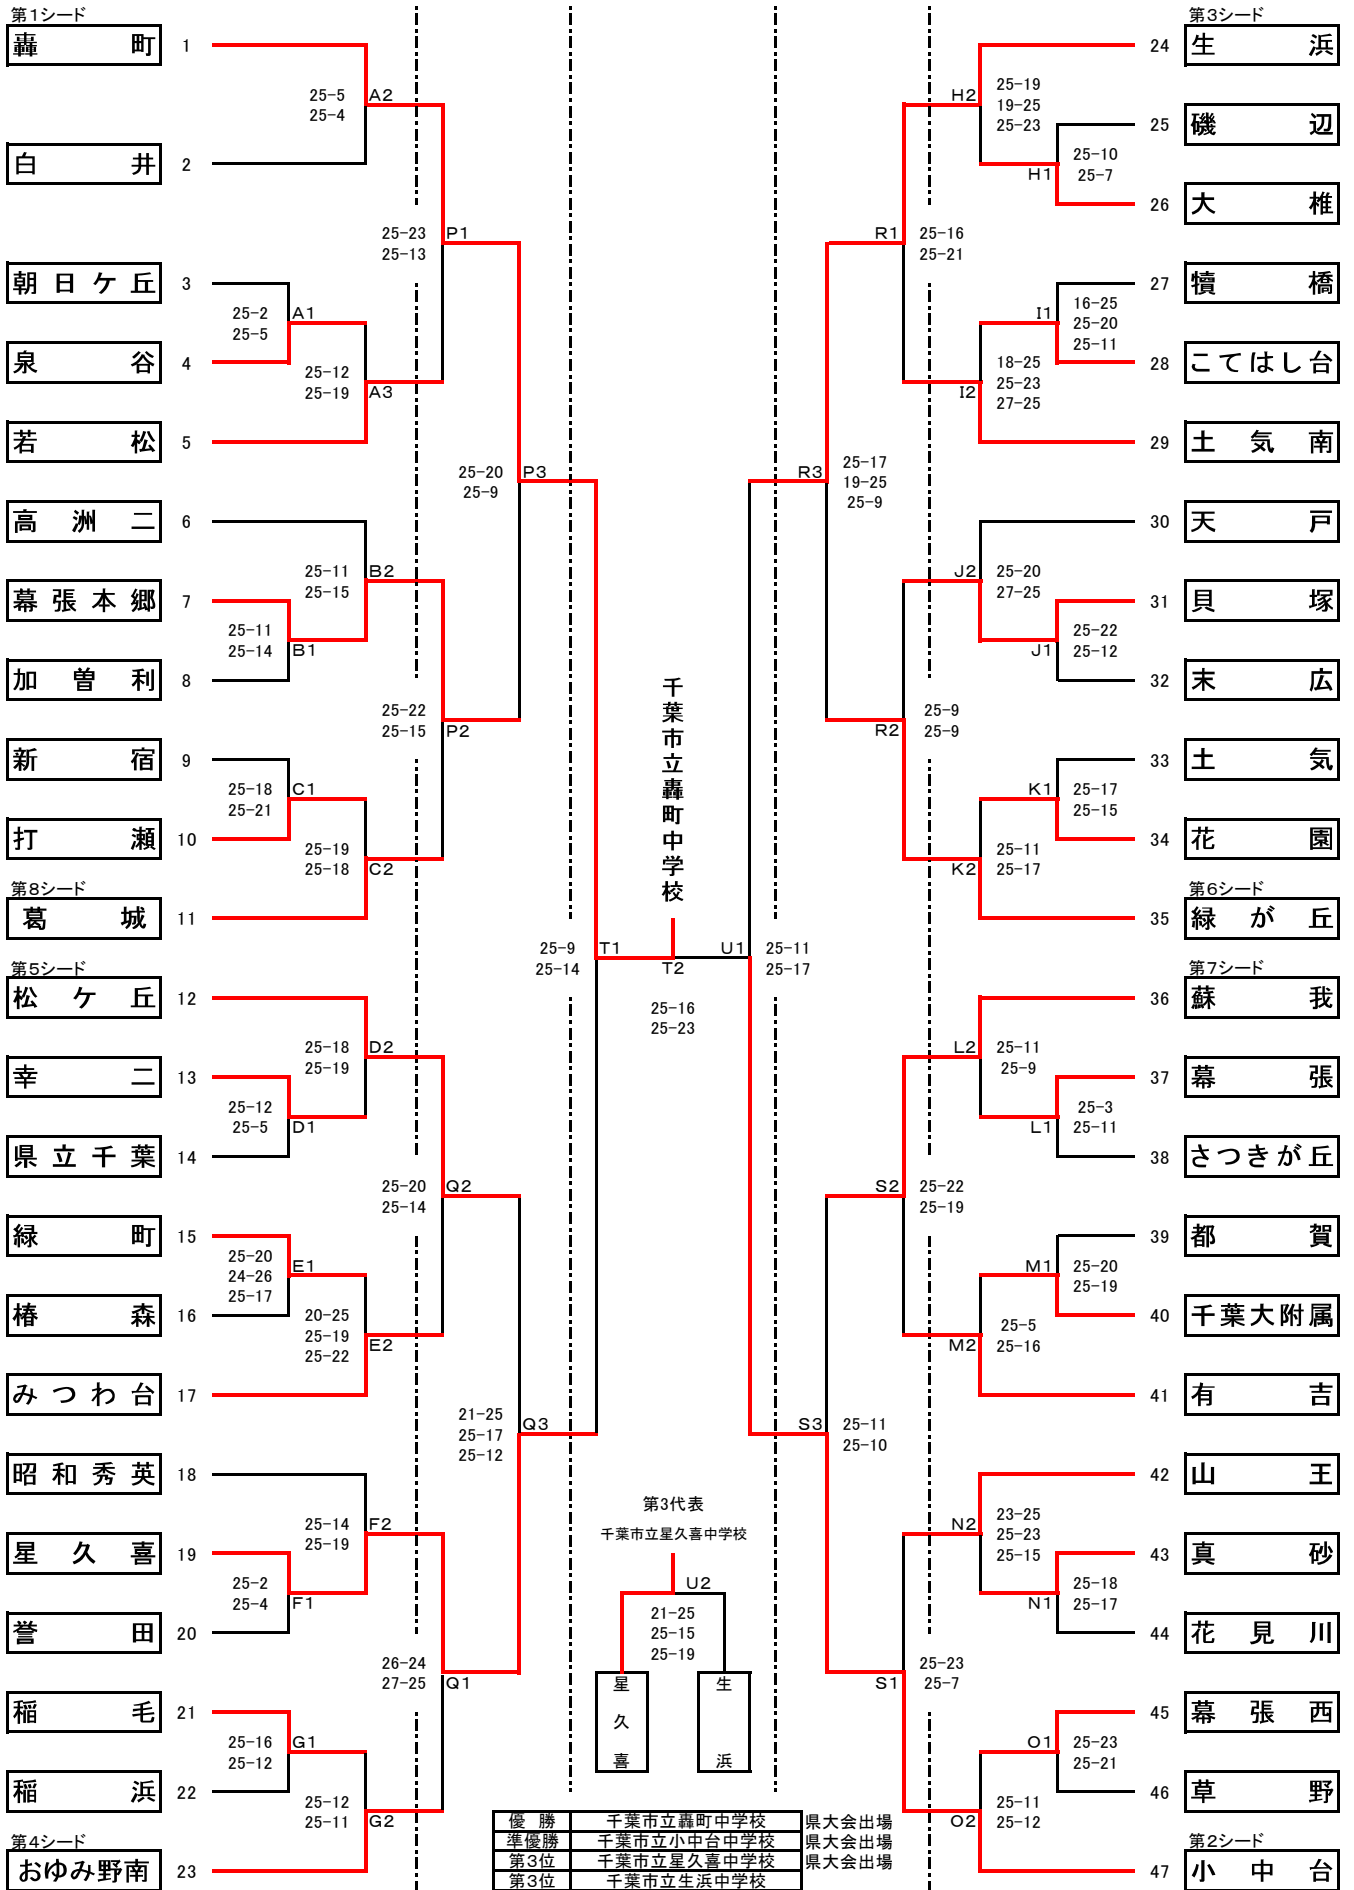 第1シード
轟町 1
25-5 A2
25-4
白井 2
25-23 P1
25-13
朝日ケ丘 3
25-2 A1
25-5
泉谷 4
25-12
25-19 A3
若松 5
25-20 P3
25-9
高洲二 6
25-11 B2
25-15
幕張本郷 7
25-11
25-14 B1
加曽利 8
25-22
25-15 P2
新宿 9
25-18 C1
25-21
打瀬 10
25-19
25-18 C2
第8シード
葛城 11
25-9 T1
25-14
第5シード
松ケ丘 12
25-18 D2
25-19
幸二 13
25-12
25-5 D1
県立千葉 14
25-20 Q2
25-14
緑町 15
25-20 E1
24-26
25-17
椿森 16
20-25
25-19
25-22 E2
みつわ台 17
21-25
25-17 Q3
25-12
昭和秀英 18
25-14 F2
25-19
星久喜 19
25-2
25-4 F1
誉田 20
26-24
27-25 Q1
稲毛 21
25-16 G1
25-12
稲浜 22
25-12
25-11 G2
第4シード
おゆみ野南 23
千葉市立轟町中学校
T2
25-16
25-23
第3代表
千葉市立星久喜中学校
U2
21-25
25-15
25-19
星久喜
生浜
優勝 千葉市立轟町中学校 県大会出場
準優勝 千葉市立小中台中学校 県大会出場
第3位 千葉市立星久喜中学校 県大会出場
第3位 千葉市立生浜中学校
第3シード
24 生浜
H2 25-19
19-25
25-23
25 磯辺
25-10
H1 25-7
26 大椎
R1 25-16
25-21
27 犢橋
I1 16-25
25-20
25-11
28 こてはし台
18-25
I2 25-23
27-25
29 土気南
R3 25-17
19-25
25-9
30 天戸
J2 25-20
27-25
31 貝塚
25-22
J1 25-12
32 末広
25-9
R2 25-9
33 土気
K1 25-17
25-15
34 花園
25-11
K2 25-17
第6シード
35 緑が丘
U1 25-11
25-17
第7シード
36 蘇我
L2 25-11
25-9
37 幕張
25-3
L1 25-11
38 さつきが丘
S2 25-22
25-19
39 都賀
M1 25-20
25-19
40 千葉大附属
25-5
M2 25-16
41 有吉
S3 25-11
25-10
42 山王
N2 23-25
25-23
25-15
43 真砂
25-18
N1 25-17
44 花見川
25-23
S1 25-7
45 幕張西
O1 25-23
25-21
46 草野
25-11
O2 25-12
第2シード
47 小中台